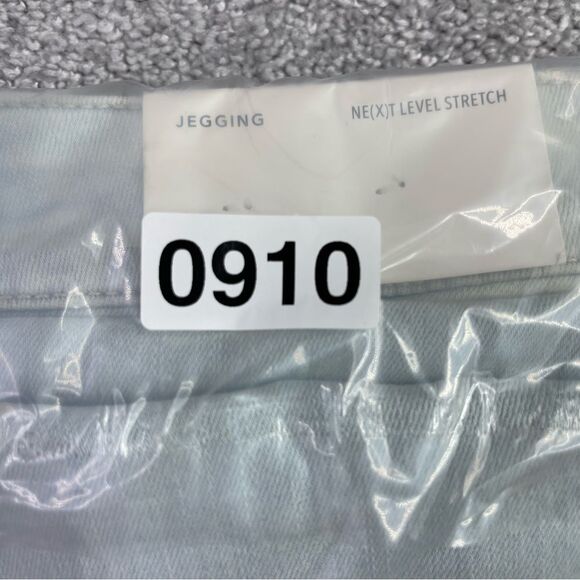 JEGGING
NE(X)T LEVEL STRETCH
0910